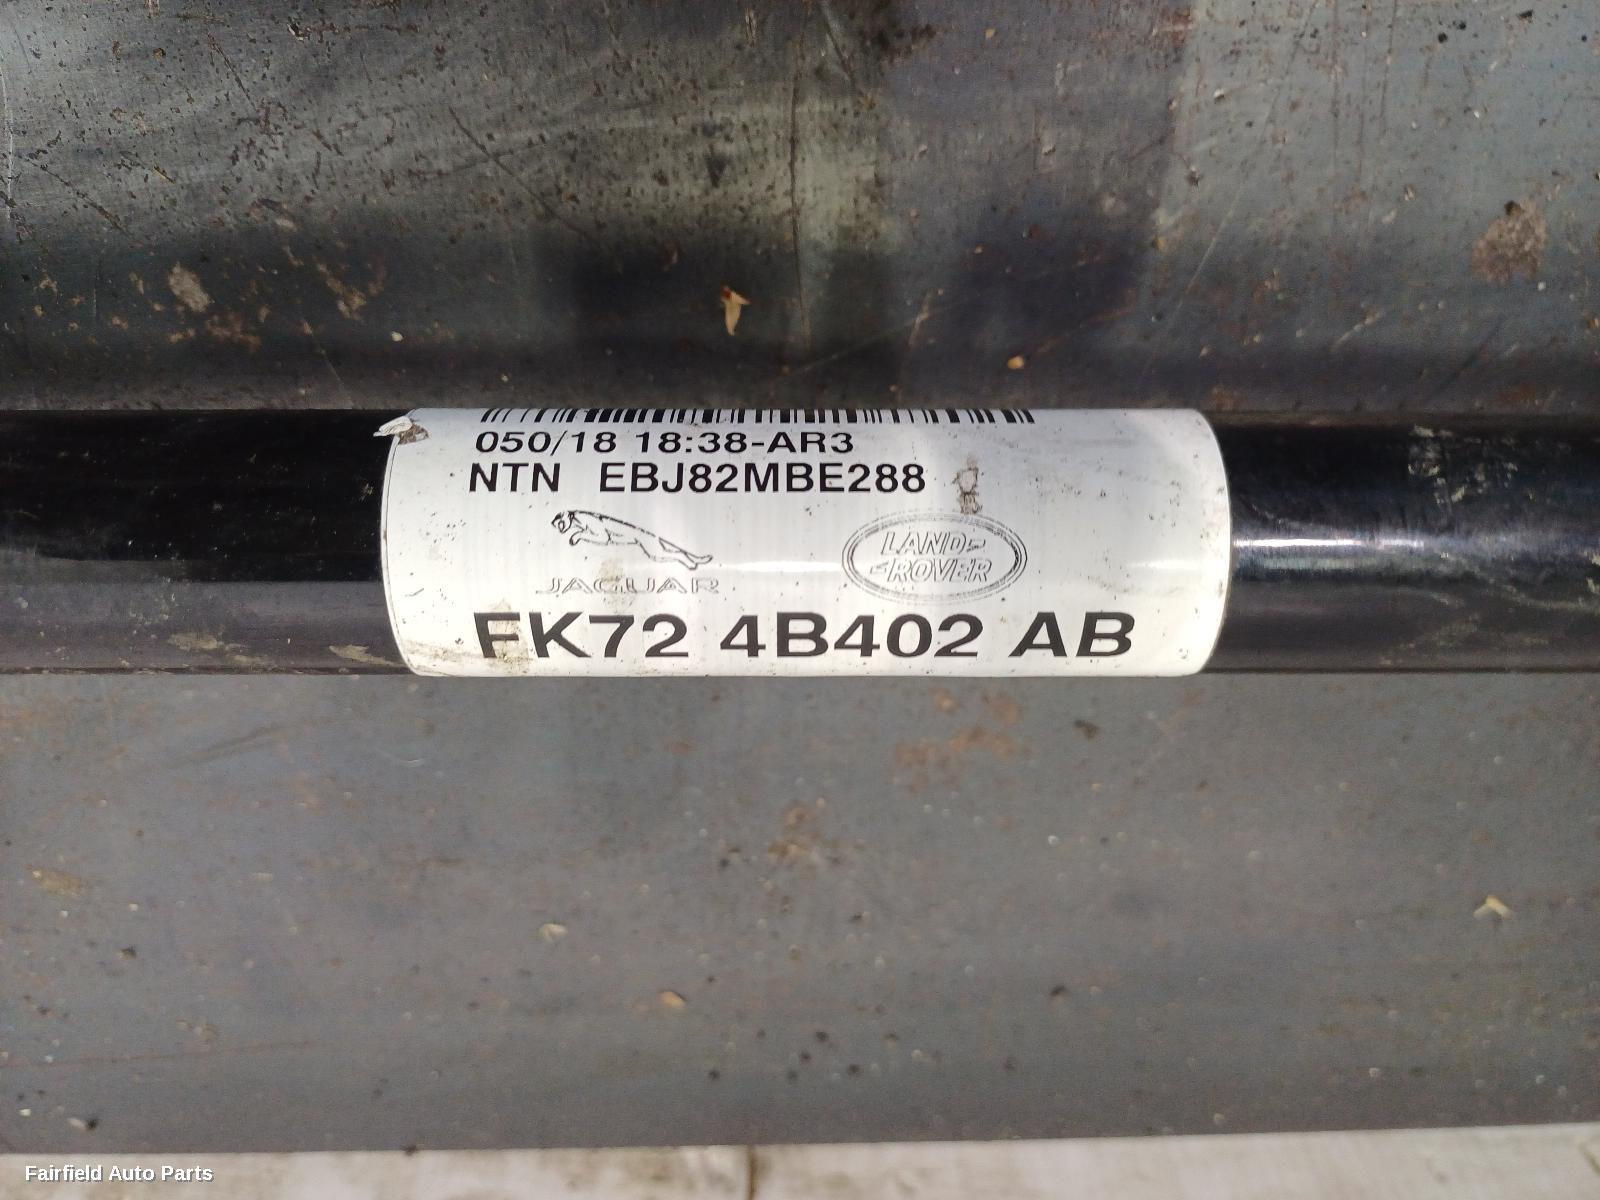 050/18 18:38-AR3
NTN EBJ82MBE288
JAGUAR
LAND-
-ROVER
FK72 4B402 AB
Fairfield Auto Parts